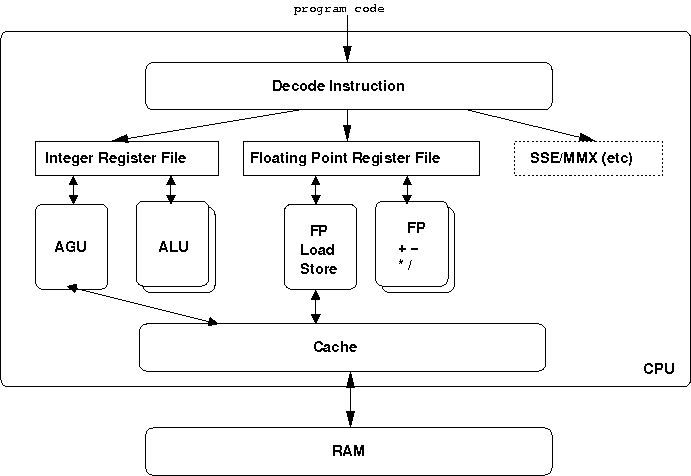 program code
Decode Instruction
Integer Register File
Floating Point Register File
SSE/MMX (etc)
AGU
ALU
FP
Load
Store
FP
+ −
* /
Cache
CPU
RAM